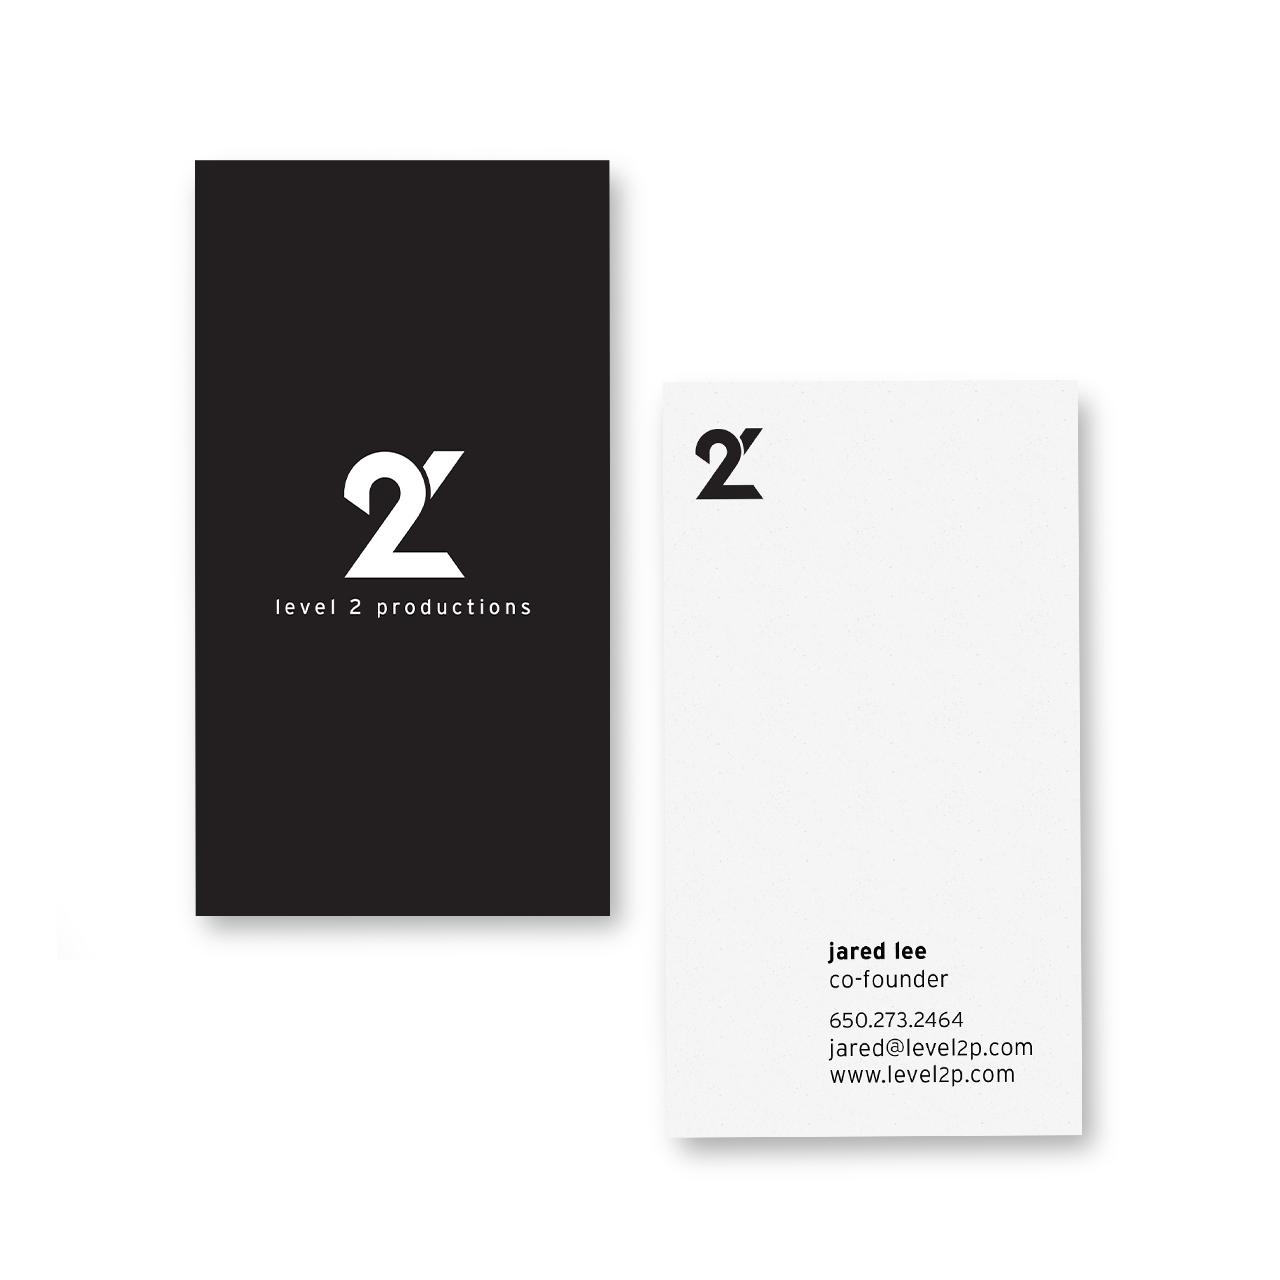 2
level 2 productions
2
jared lee
co-founder
650.273.2464
jared@level2p.com
www.level2p.com